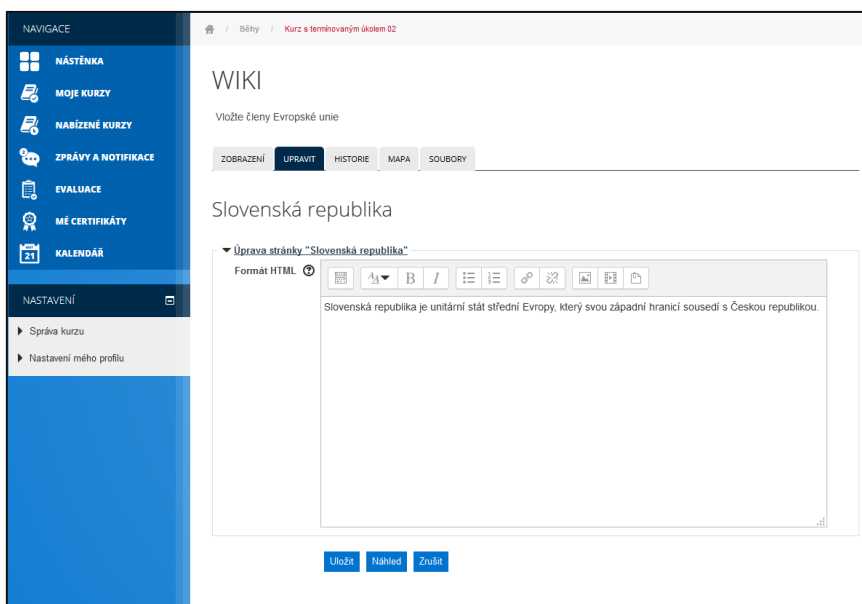 NAVIGACE
NÁSTĚNKA
MOJE KURZY
NABÍZENÉ KURZY
ZPRÁVY A NOTIFIKACE
EVALUACE
MÉ CERTIFIKÁTY
21
KALENDÁŘ
NASTAVENÍ
Správa kurzu
Nastavení mého profilu
/ Běhy / Kurz s termínovaným úkolem 02
WIKI
Vložte členy Evropské unie
ZOBRAZENÍ UPRAVIT HISTORIE MAPA SOUBORY
Slovenská republika
Úprava stránky "Slovenská republika"
Formát HTML
B I
Slovenská republika je unitární stát střední Evropy, který svou západní hranicí sousedí s Českou republikou.
Uložit Náhled Zrušit